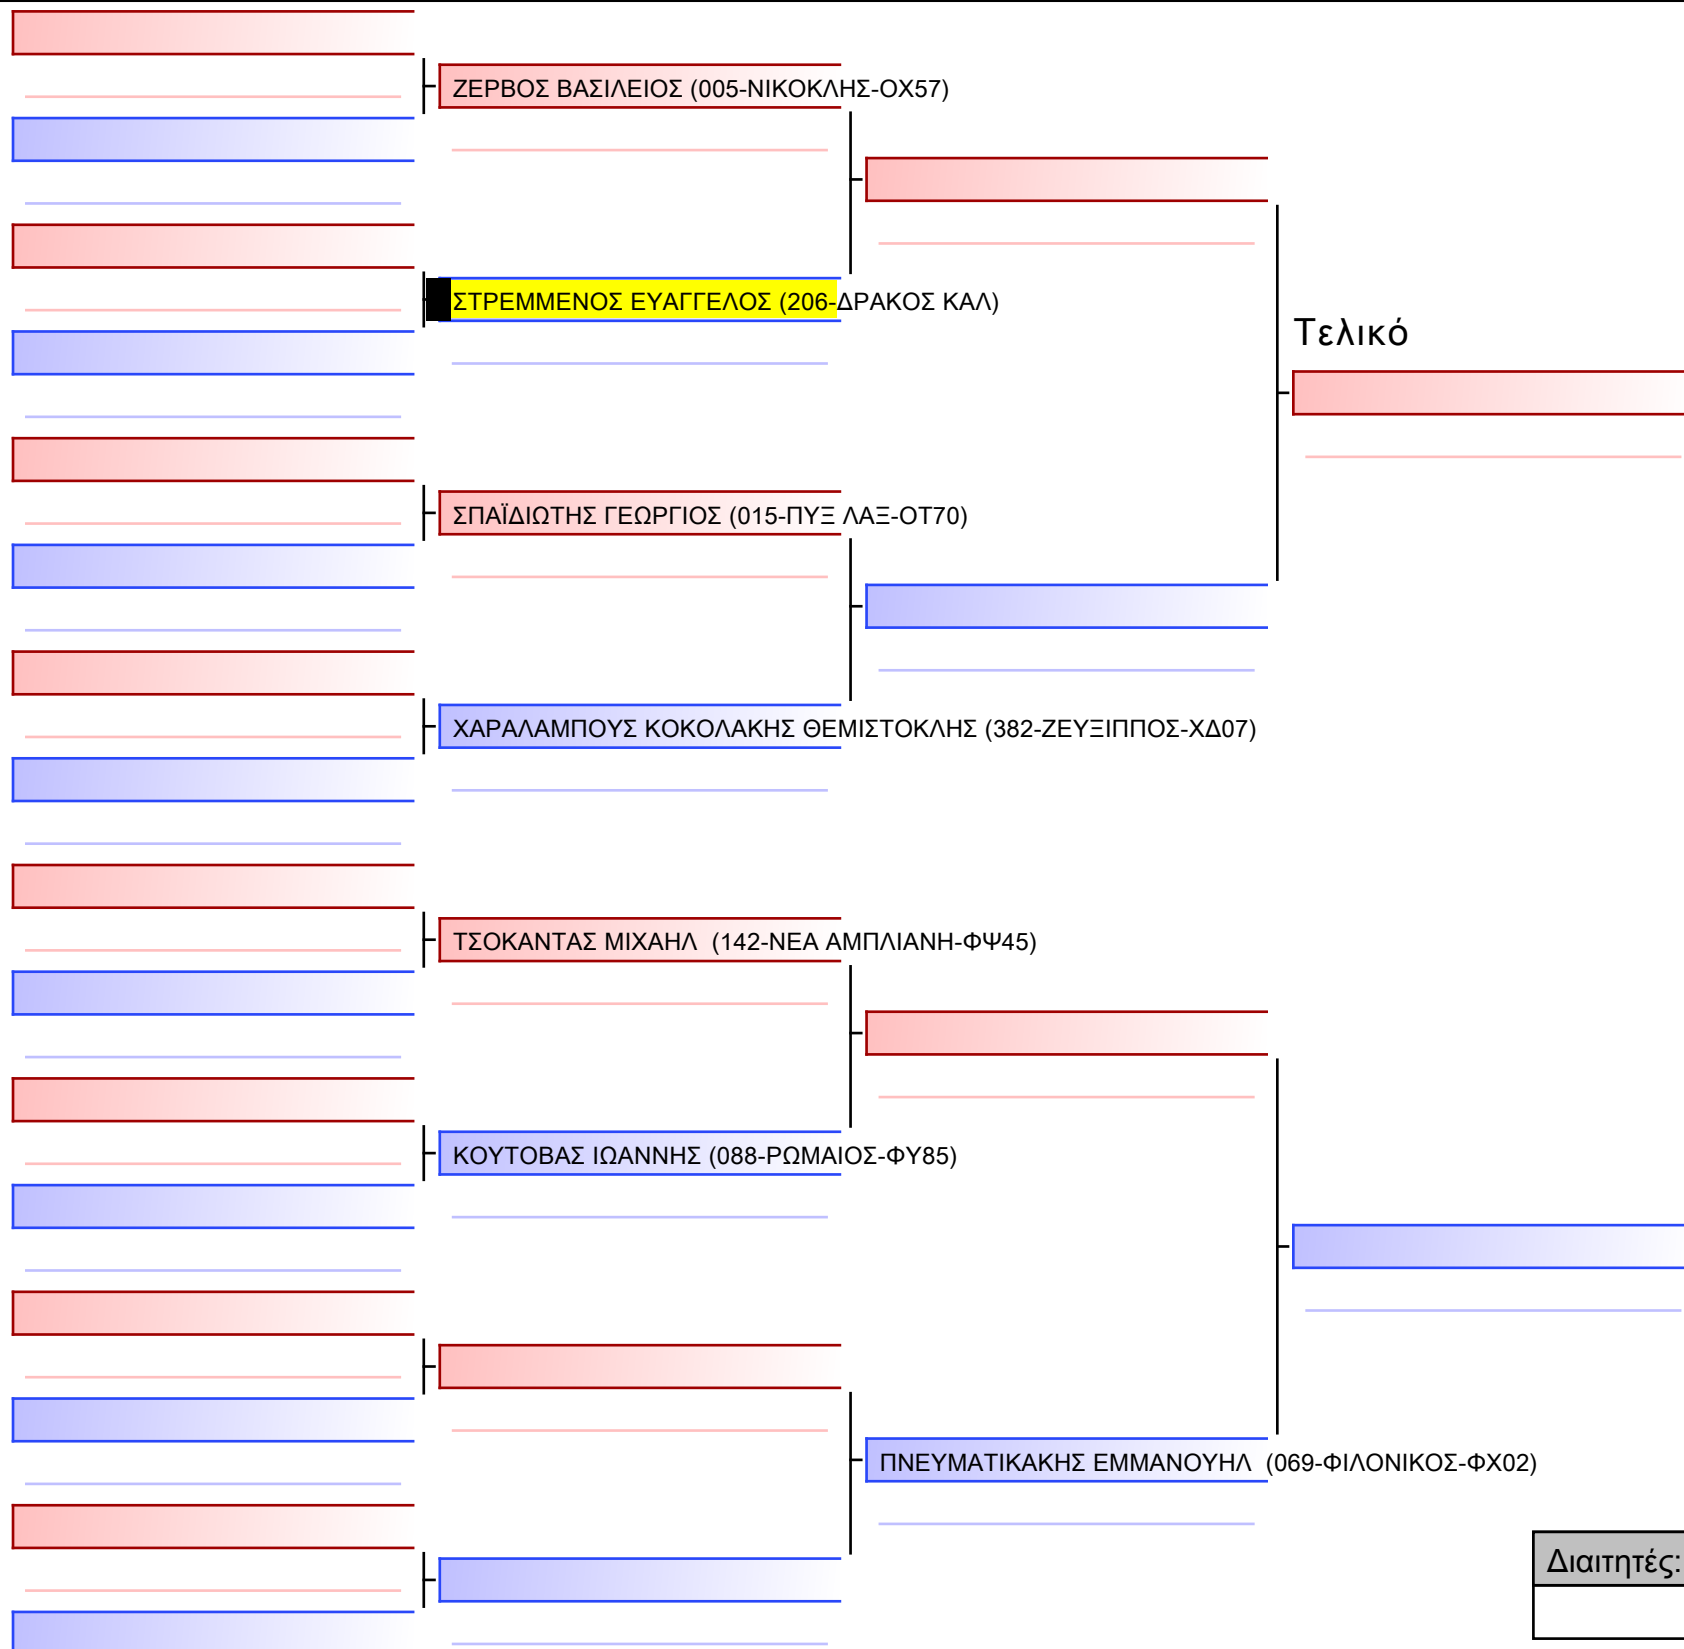 ΖΕΡΒΟΣ ΒΑΣΙΛΕΙΟΣ (005-ΝΙΚΟΚΛΗΣ-ΟΧ57)
ΣΤΡΕΜΜΕΝΟΣ ΕΥΑΓΓΕΛΟΣ (206-ΔΡΑΚΟΣ ΚΑΛ)
Τελικό
ΣΠΑΪΔΙΩΤΗΣ ΓΕΩΡΓΙΟΣ (015-ΠΥΞ ΛΑΞ-ΟΤ70)
ΧΑΡΑΛΑΜΠΟΥΣ ΚΟΚΟΛΑΚΗΣ ΘΕΜΙΣΤΟΚΛΗΣ (382-ΖΕΥΞΙΠΠΟΣ-ΧΔ07)
ΤΣΟΚΑΝΤΑΣ ΜΙΧΑΗΛ (142-ΝΕΑ ΑΜΠΛΙΑΝΗ-ΦΨ45)
ΚΟΥΤΟΒΑΣ ΙΩΑΝΝΗΣ (088-ΡΩΜΑΙΟΣ-ΦΥ85)
ΠΝΕΥΜΑΤΙΚΑΚΗΣ ΕΜΜΑΝΟΥΗΛ (069-ΦΙΛΟΝΙΚΟΣ-ΦΧ02)
Διαιτητές: